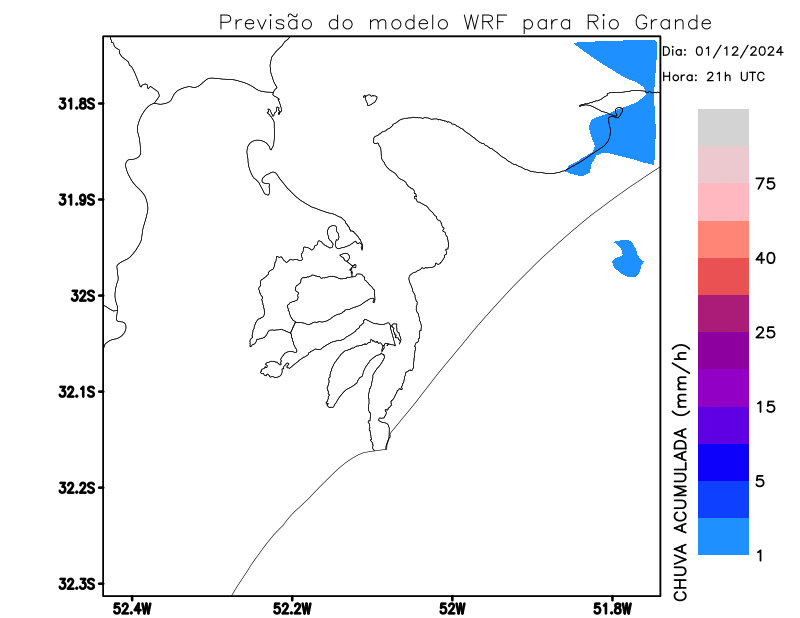 Previsão do modelo WRF para Rio Grande
Dia: 01/12/2024
Hora: 21h UTC
31.8S
31.9S
32S
32.1S
32.2S
32.3S
52.4W
52.2W
52W
51.8W
75
40
25
15
5
1
CHUVA ACUMULADA (mm/h)